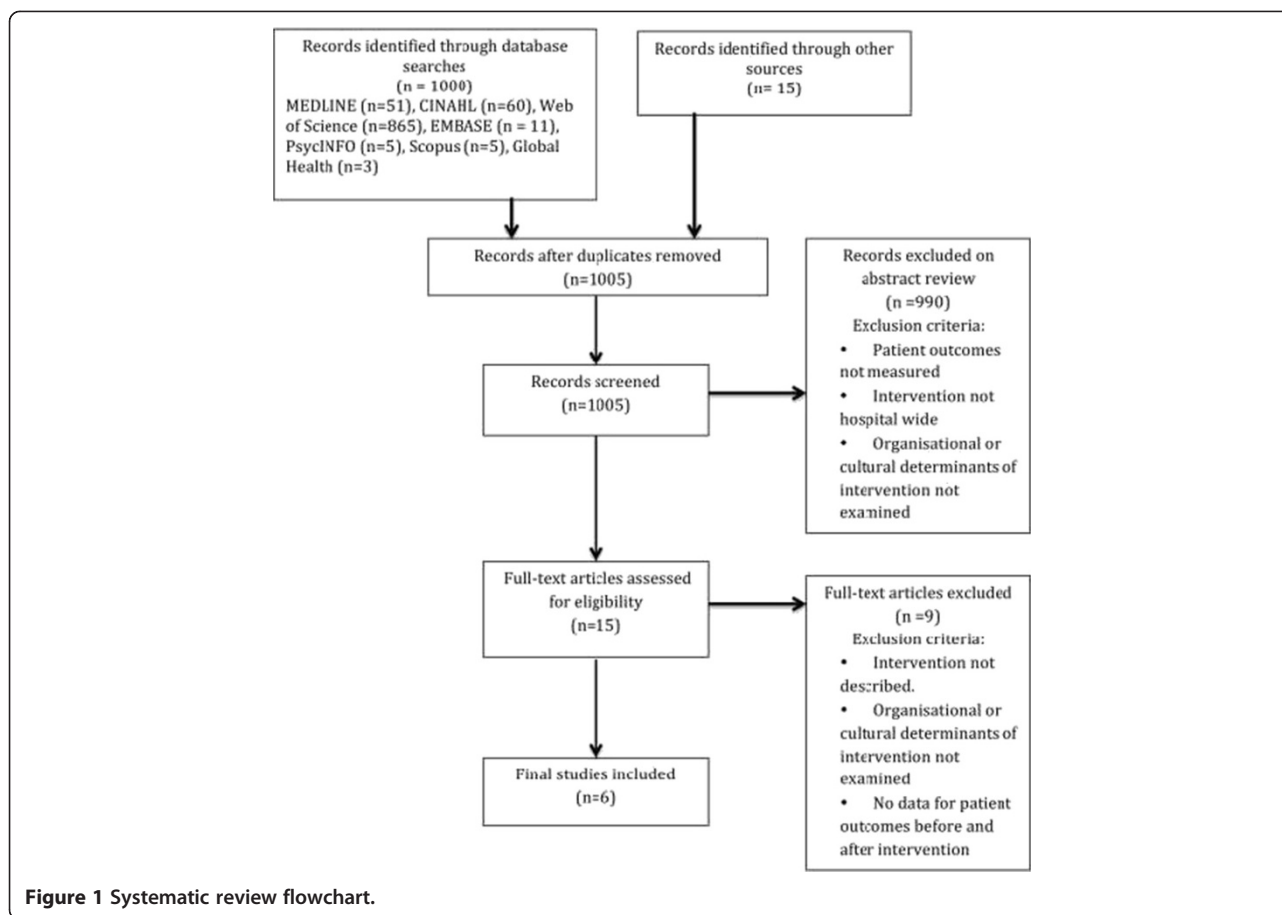 Records identified through database
searches
(n = 1000)
MEDLINE (n=51), CINAHL (n=60), Web
of Science (n=865), EMBASE (n = 11),
PsycINFO (n=5), Scopus (n=5), Global
Health (n=3)
Records identified through other
sources
(n= 15)
Records after duplicates removed
(n=1005)
Records excluded on
abstract review
(n =990)
Exclusion criteria:
• Patient outcomes
not measured
• Intervention not
hospital wide
• Organisational or
cultural determinants of
intervention not
examined
Records screened
(n=1005)
Full-text articles assessed
for eligibility
(n=15)
Full-text articles excluded
(n =9)
Exclusion criteria:
• Intervention not
described.
• Organisational or
cultural determinants of
intervention not
examined
• No data for patient
outcomes before and
after intervention
Final studies included
(n=6)
Figure 1 Systematic review flowchart.